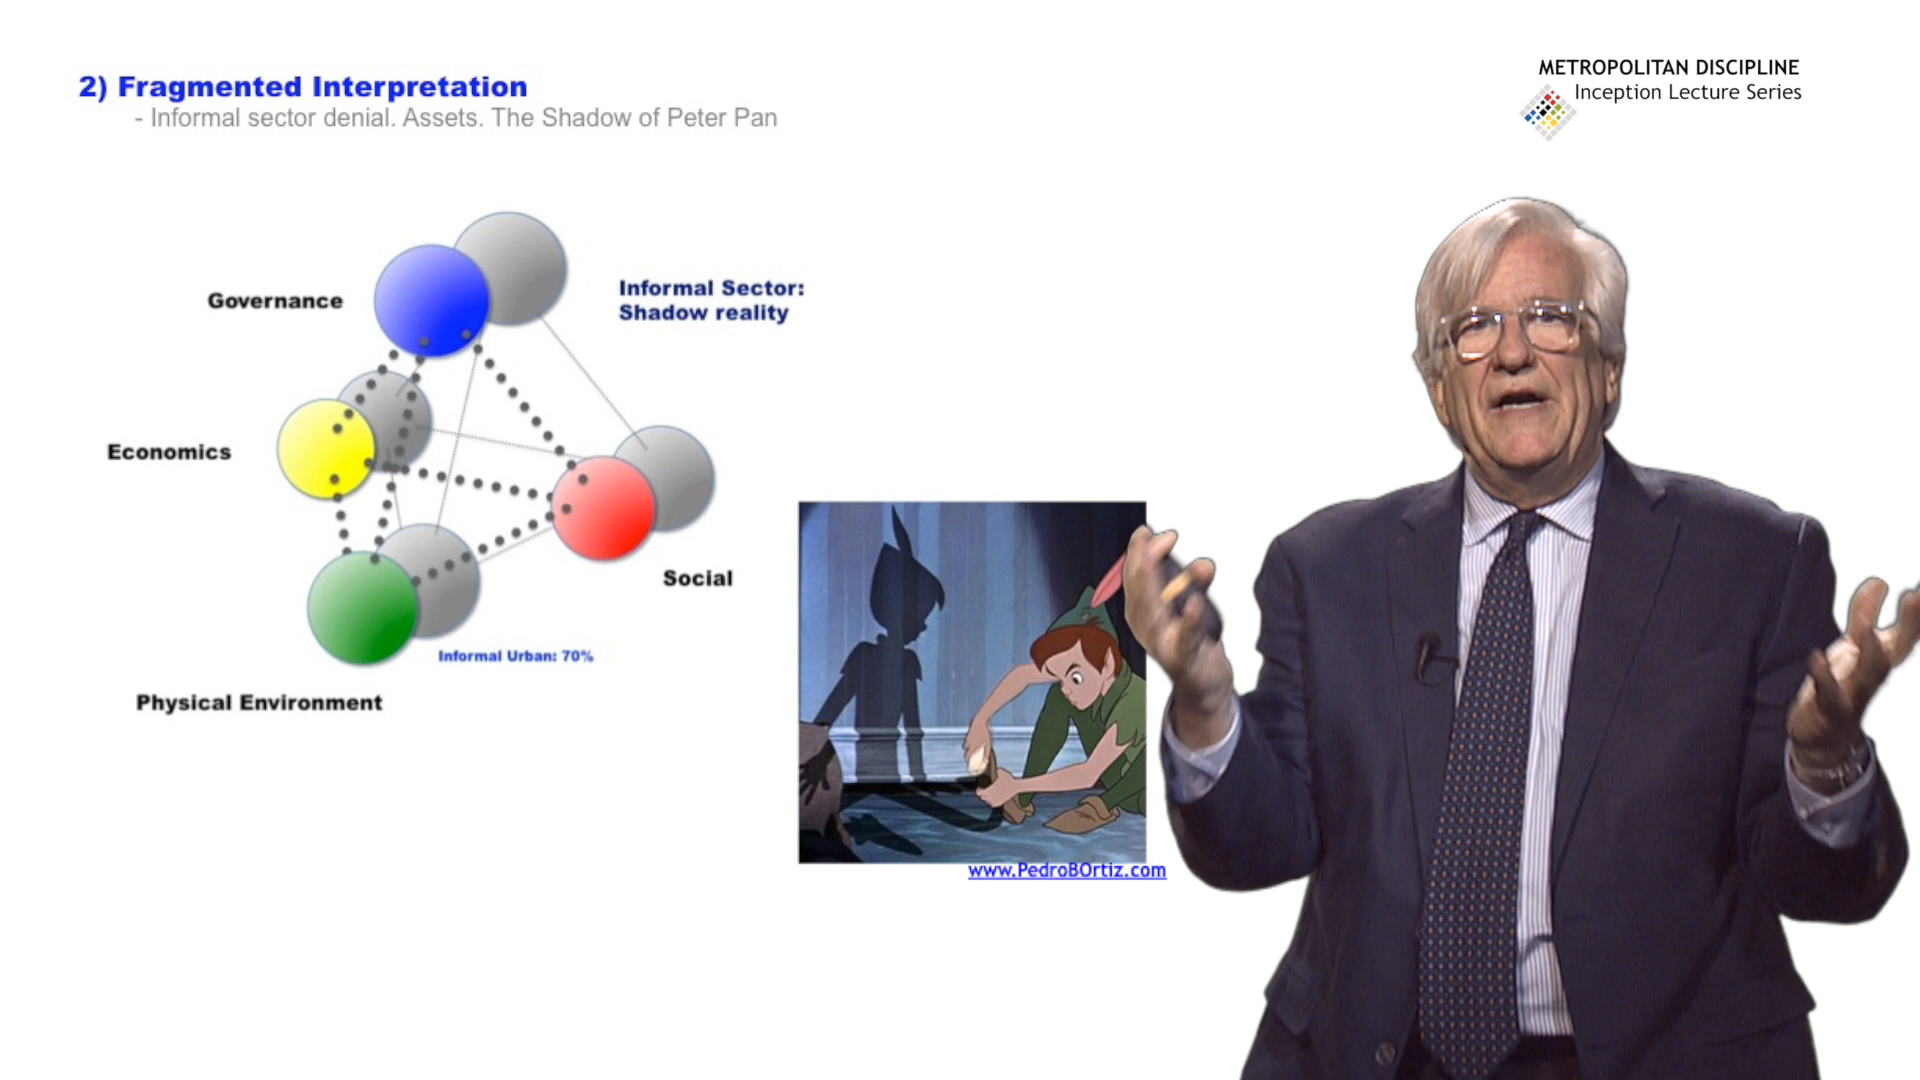 2) Fragmented Interpretation
- Informal sector denial. Assets. The Shadow of Peter Pan
METROPOLITAN DISCIPLINE
Inception Lecture Series
Governance
Informal Sector:
Shadow reality
Economics
Social
Informal Urban: 70%
Physical Environment
www.PedroBOrtiz.com